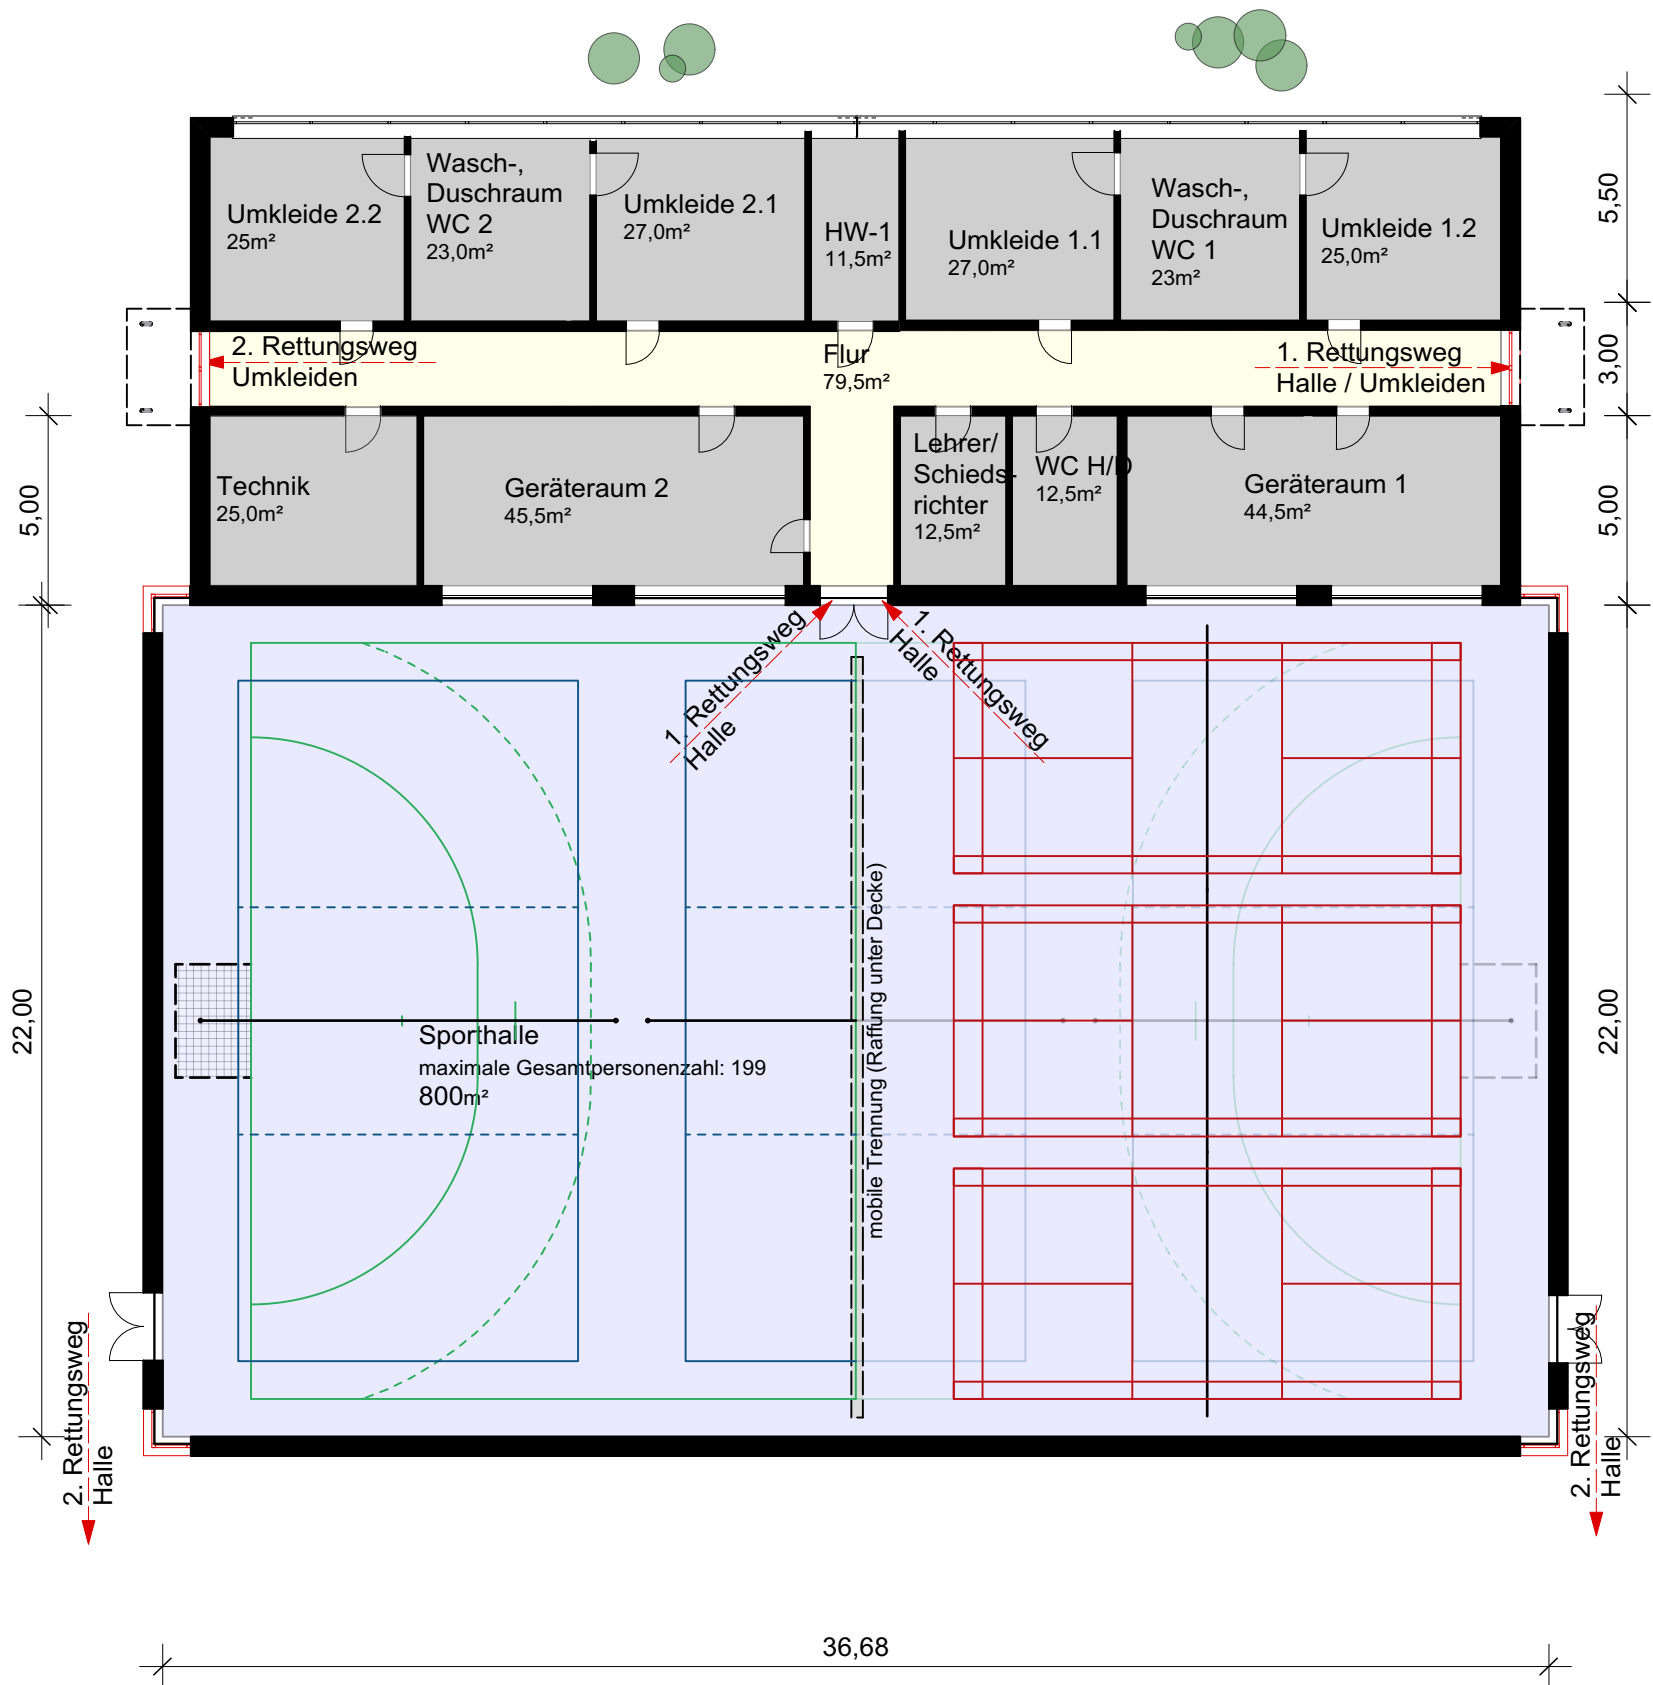 Umkleide 2.2
25m²
Wasch-,
Duschraum
WC 2
23,0m²
Umkleide 2.1
27,0m²
HW-1
11,5m²
Umkleide 1.1
27,0m²
Wasch-,
Duschraum
WC 1
23m²
Umkleide 1.2
25,0m²
5,50
2. Rettungsweg
Umkleiden
Flur
79,5m²
1. Rettungsweg
Halle / Umkleiden
3,00
Technik
25,0m²
Geräteraum 2
45,5m²
Lehrer/
Schieds-
richter
12,5m²
WC H/D
12,5m²
Geräteraum 1
44,5m²
5,00
5,00
1. Rettungsweg
Halle
1. Rettungsweg
Halle
mobile Trennung (Raffung unter Decke)
22,00
Sporthalle
maximale Gesamtpersonenzahl: 199
800m²
22,00
2. Rettungsweg
Halle
2. Rettungsweg
Halle
36,68